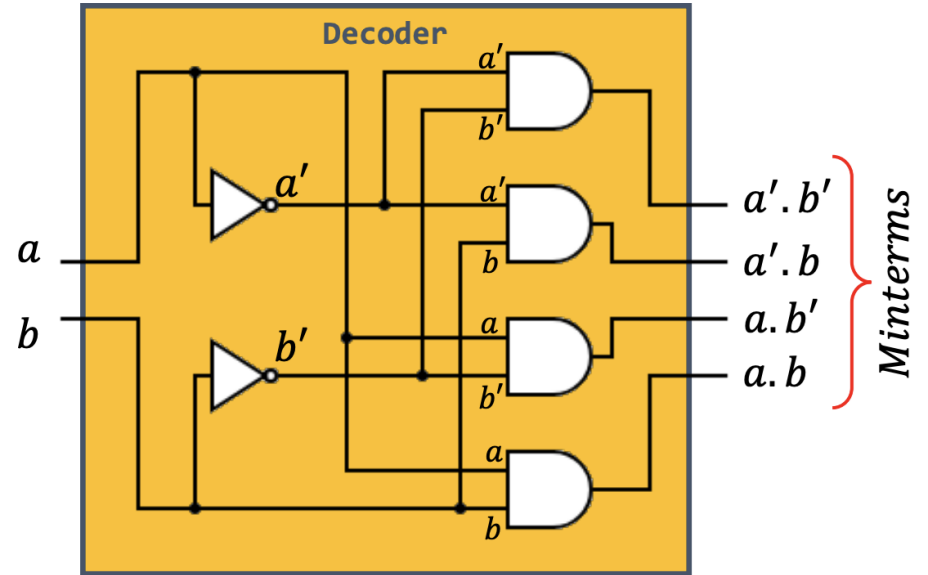 Decoder
a
b
a′
b′
a′
b′
a′
b
a
b′
a
b
a′.b′
a′.b
a.b′
a.b
Minterms